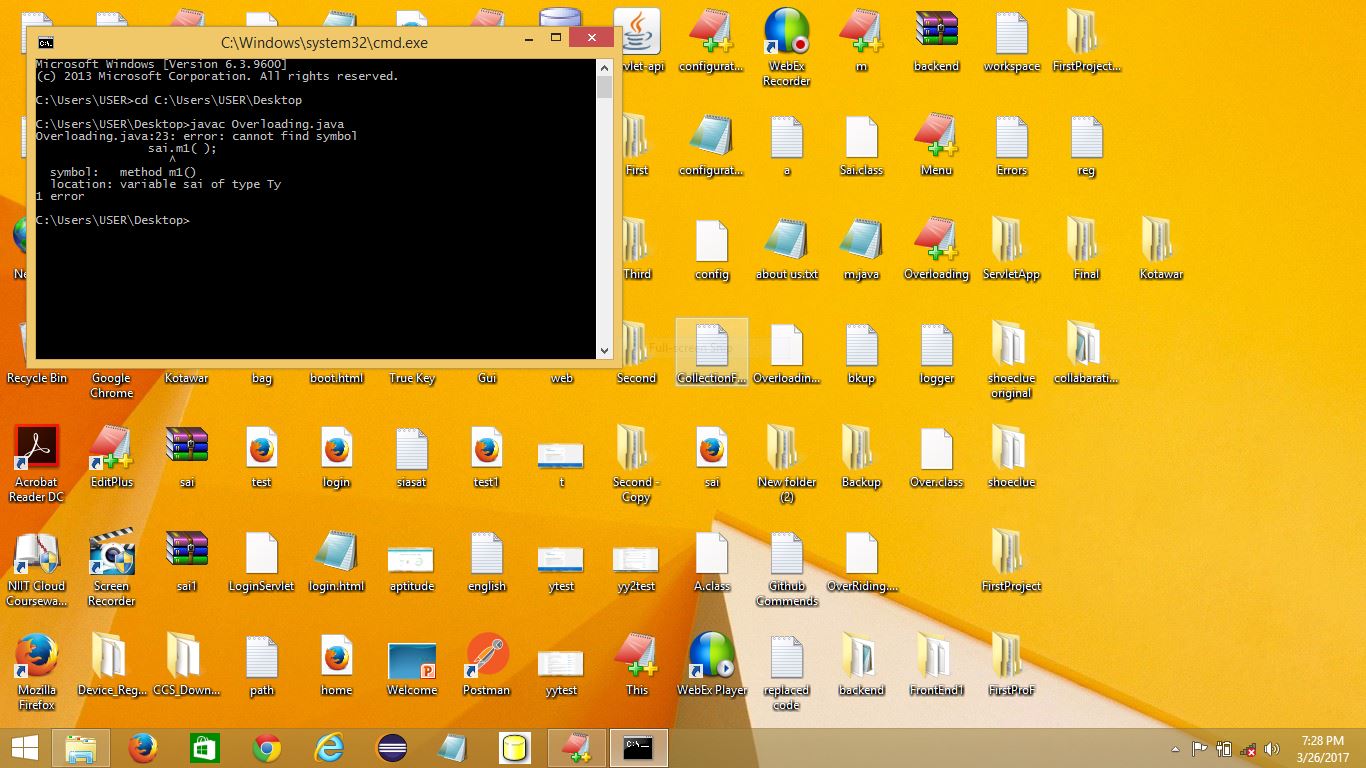 C:\Windows\system32\cmd.exe
Microsoft Windows [Version 6.3.9600]
(c) 2013 Microsoft Corporation. All rights reserved.
C:\Users\USER>cd C:\Users\USER\Desktop
C:\Users\USER\Desktop>javac Overloading.java
Overloading.java:23: error: cannot find symbol
sai.m1( );
^
symbol:   method m1()
location: variable sai of type Ty
1 error
C:\Users\USER\Desktop>
configurat...
WebEx Recorder
m
backend
workspace
FirstProject...
First
configurat...
a
Sai.class
Menu
Errors
reg
Third
config
about us.txt
m.java
Overloading
ServletApp
Final
Kotawar
Full-screen Snip
Recycle Bin
Google Chrome
Kotawar
bag
boot.html
True Key
Gui
web
Second
CollectionF...
Overloadin...
bkup
logger
shoeclue original
collabarati...
Acrobat Reader DC
EditPlus
sai
test
login
siasat
test1
t
Second - Copy
sai
New folder (2)
Backup
Over.class
shoeclue
NIIT Cloud Coursewa...
Screen Recorder
sai1
LoginServlet
login.html
aptitude
english
ytest
yy2test
A.class
Github Commends
OverRiding....
FirstProject
Mozilla Firefox
Device_Reg...
CCS_Down...
path
home
Welcome
Postman
yytest
This
WebEx Player
replaced code
backend
FrontEnd1
FirstProF
7:28 PM
3/26/2017